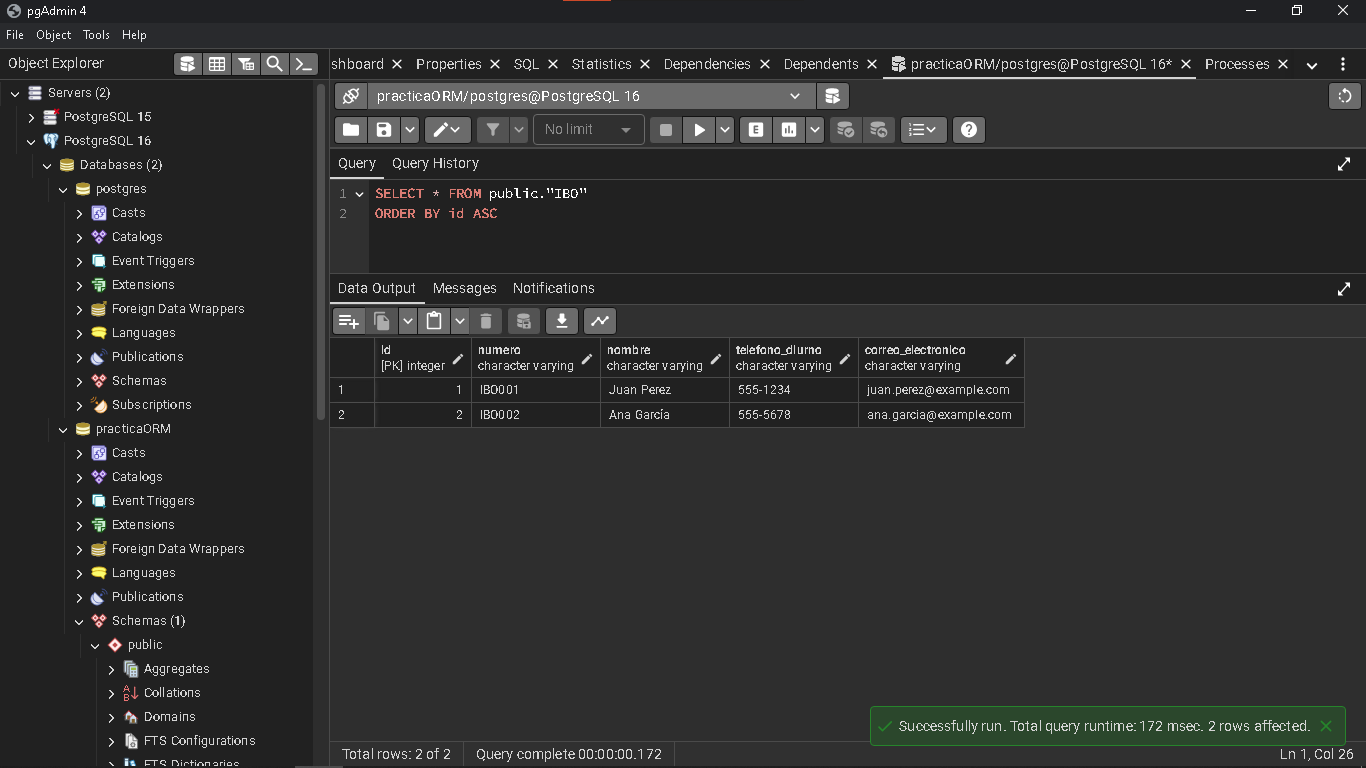 pgAdmin 4
File Object Tools Help
Object Explorer
shboard Properties SQL Statistics Dependencies Dependents practicaORM/postgres@PostgreSQL 16* Processes
Servers (2)
PostgreSQL 15
PostgreSQL 16
Databases (2)
postgres
Casts
Catalogs
Event Triggers
Extensions
Foreign Data Wrappers
Languages
Publications
Schemas
Subscriptions
practicaORM
Casts
Catalogs
Event Triggers
Extensions
Foreign Data Wrappers
Languages
Publications
Schemas (1)
public
Aggregates
Collations
Domains
FTS Configurations
FTS Dictionaries
practicaORM/postgres@PostgreSQL 16
No limit
E
Query Query History
1 SELECT * FROM public."IBO"
2 ORDER BY id ASC
Data Output Messages Notifications
id numero nombre telefono_diurno correo_electronico
[PK] integer character varying character varying character varying character varying
1 1 IBO001 Juan Perez 555-1234 juan.perez@example.com
2 2 IBO002 Ana García 555-5678 ana.garcia@example.com
Successfully run. Total query runtime: 172 msec. 2 rows affected.
Total rows: 2 of 2 Query complete 00:00:00.172 Ln 1, Col 26